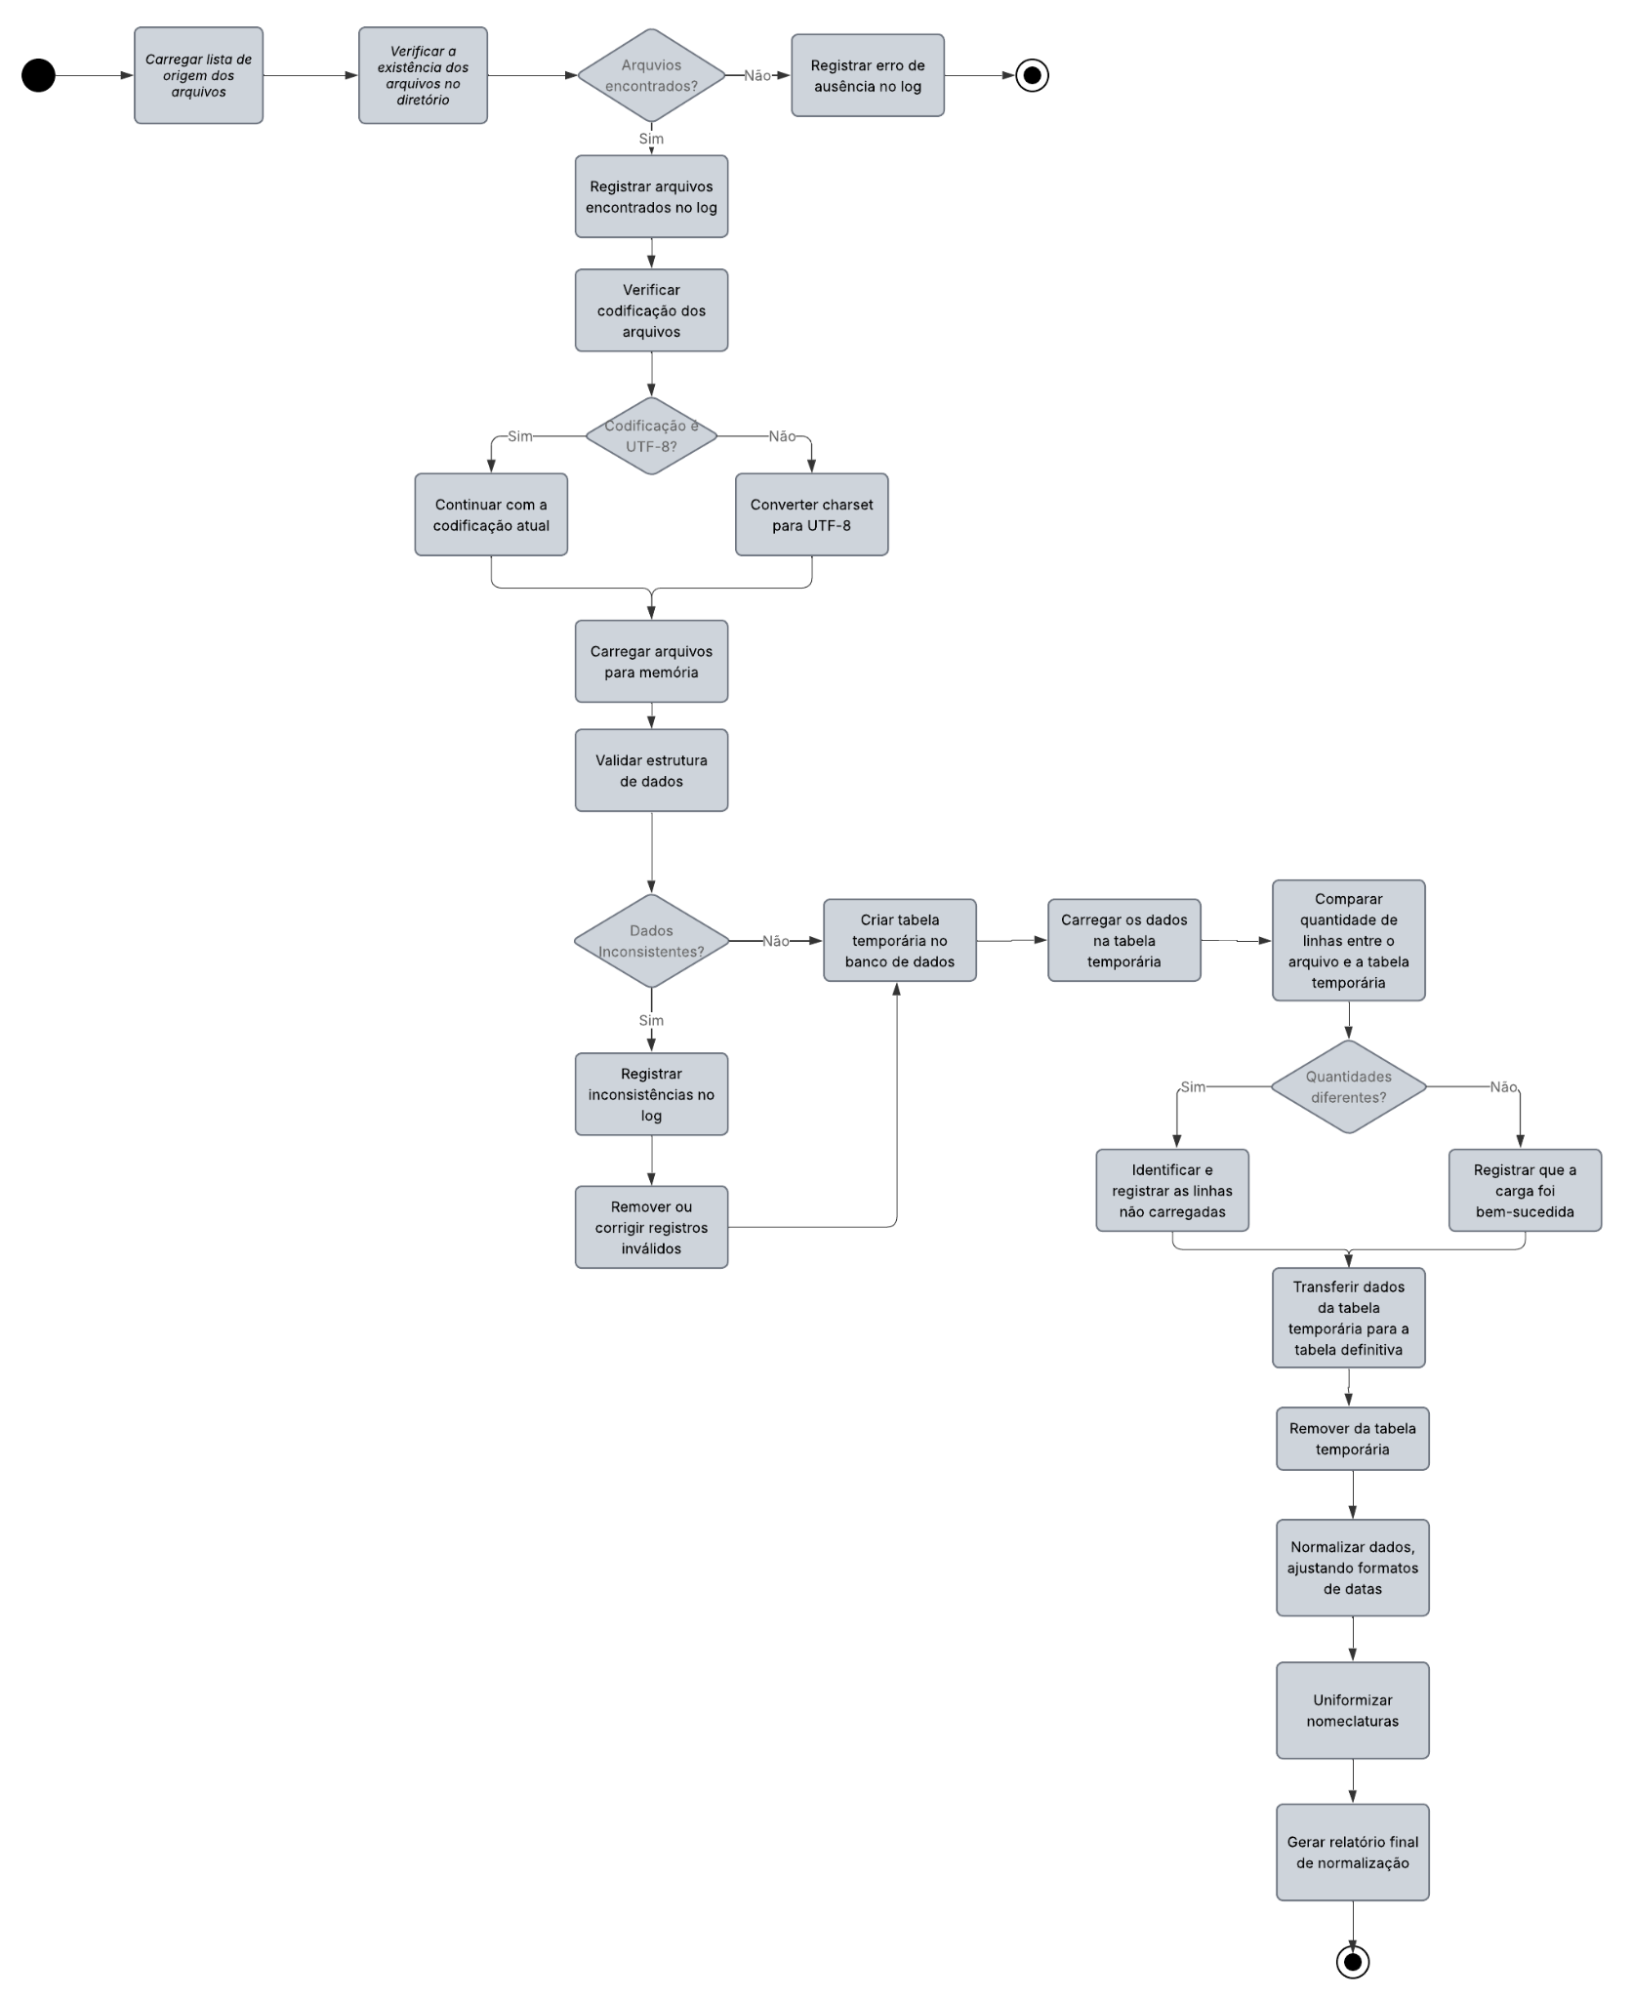 Carregar lista de
origem dos
arquivos
Verificar a
existência dos
arquivos no
diretório
Arquvios
encontrados?
Não
Registrar erro de
ausência no log
Sim
Registrar arquivos
encontrados no log
Verificar
codificação dos
arquivos
Codificação é
UTF-8?
Sim
Não
Continuar com a
codificação atual
Converter charset
para UTF-8
Carregar arquivos
para memória
Validar estrutura
de dados
Dados
Inconsistentes?
Não
Criar tabela
temporária no
banco de dados
Carregar os dados
na tabela
temporária
Comparar
quantidade de
linhas entre o
arquivo e a tabela
temporária
Sim
Registrar
inconsistências no
log
Remover ou
corrigir registros
inválidos
Quantidades
diferentes?
Sim
Não
Identificar e
registrar as linhas
não carregadas
Registrar que a
carga foi
bem-sucedida
Transferir dados
da tabela
temporária para a
tabela definitiva
Remover da tabela
temporária
Normalizar dados,
ajustando formatos
de datas
Uniformizar
nomeclaturas
Gerar relatório final
de normalização